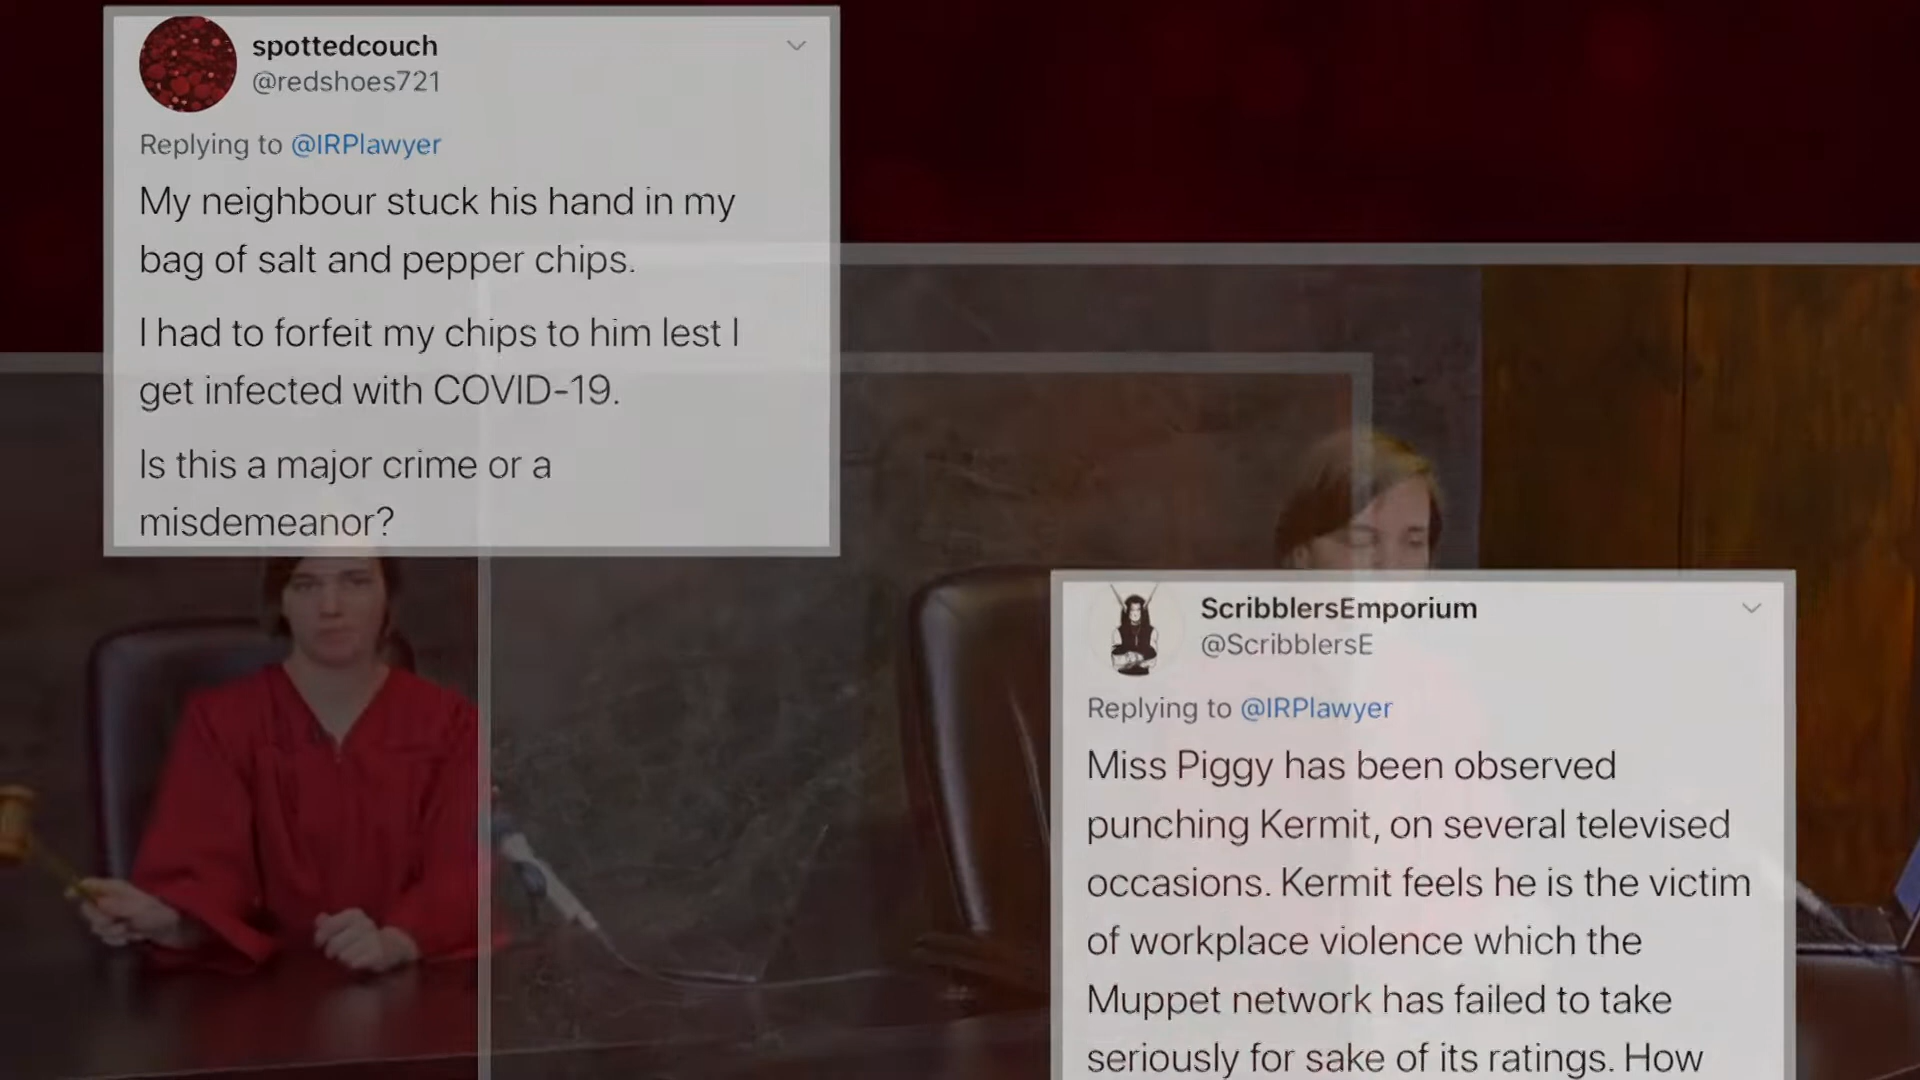 spottedcouch
@redshoes721
Replying to @IRPlawyer
My neighbour stuck his hand in my
bag of salt and pepper chips.
I had to forfeit my chips to him lest I
get infected with COVID-19.
Is this a major crime or a
misdemeanor?
ScribblersEmporium
@ScribblersE
Replying to @IRPlawyer
Miss Piggy has been observed
punching Kermit, on several televised
occasions. Kermit feels he is the victim
of workplace violence which the
Muppet network has failed to take
seriously for sake of its ratings. How